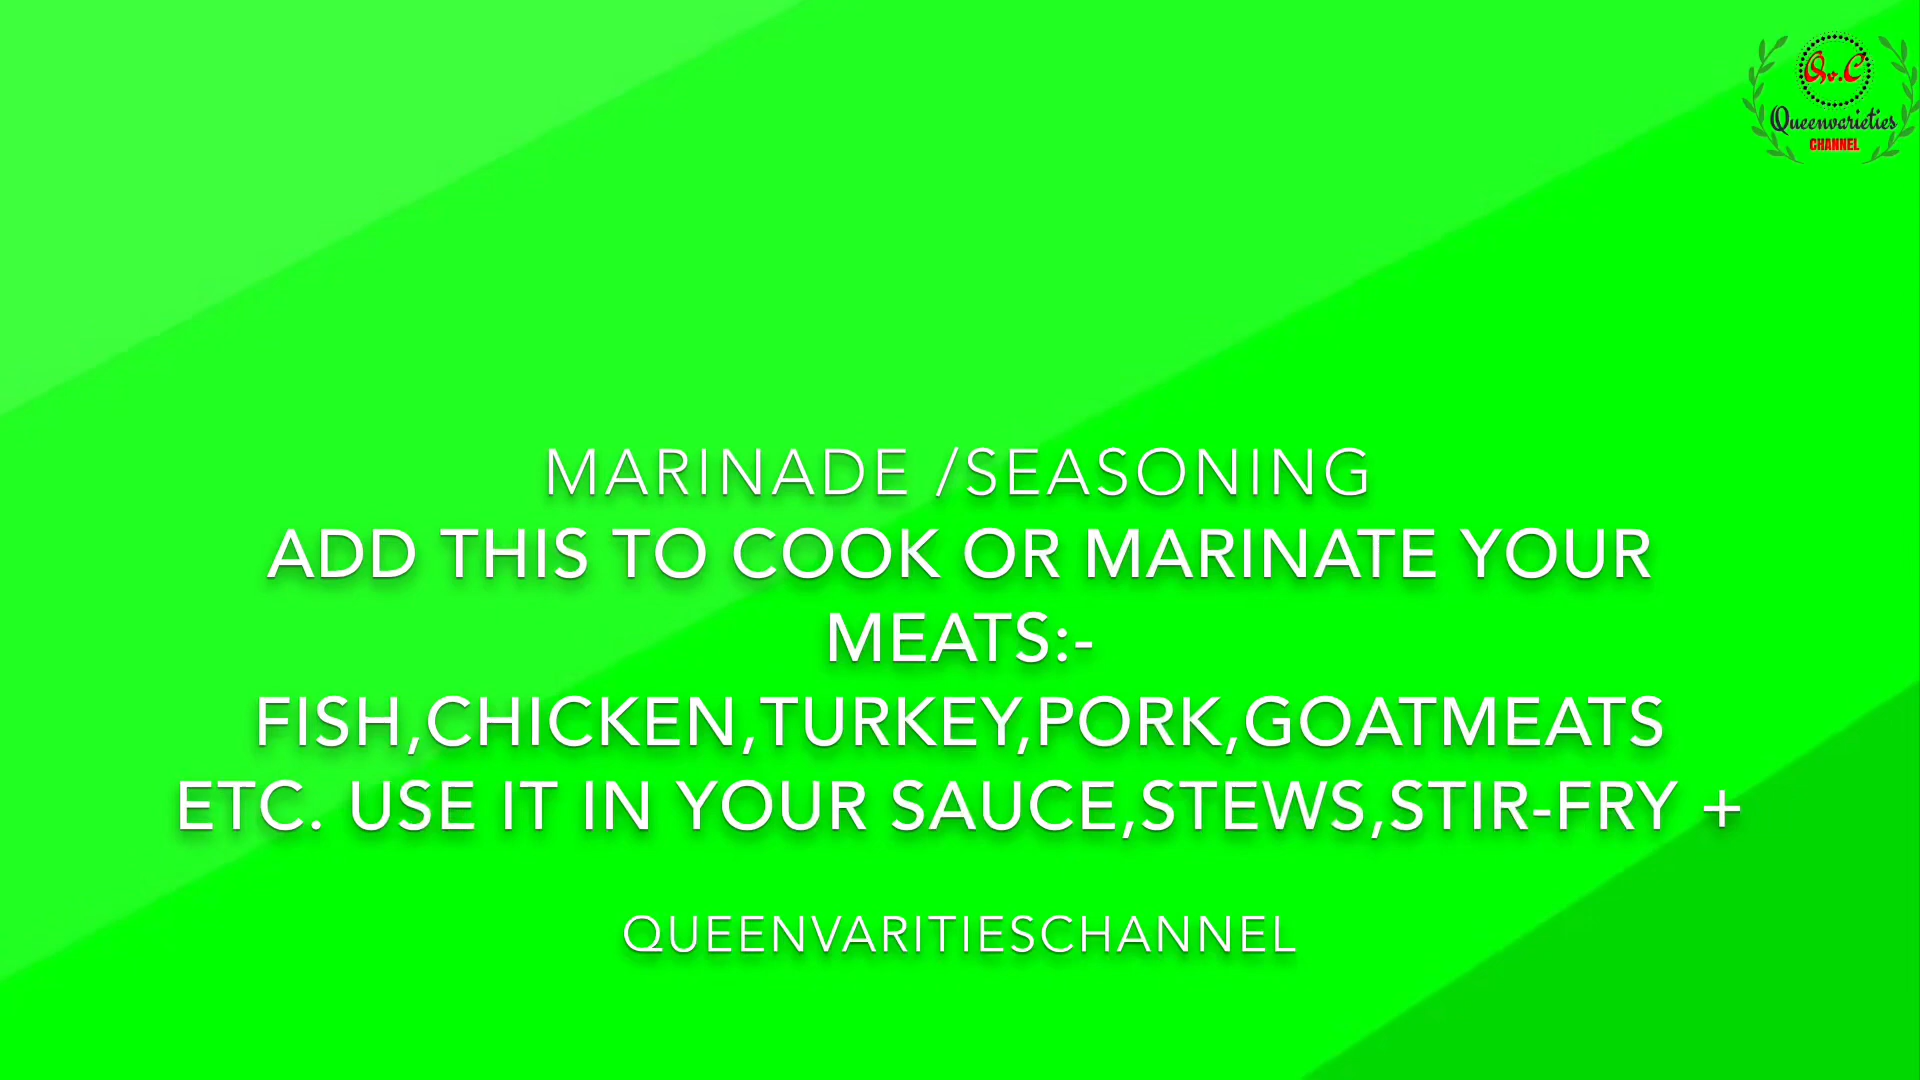 Q.v.C
Queenvarieties
CHANNEL
MARINADE /SEASONING
ADD THIS TO COOK OR MARINATE YOUR
MEATS:-
FISH,CHICKEN,TURKEY,PORK,GOATMEATS
ETC. USE IT IN YOUR SAUCE,STEWS,STIR-FRY +
QUEENVARITIESCHANNEL